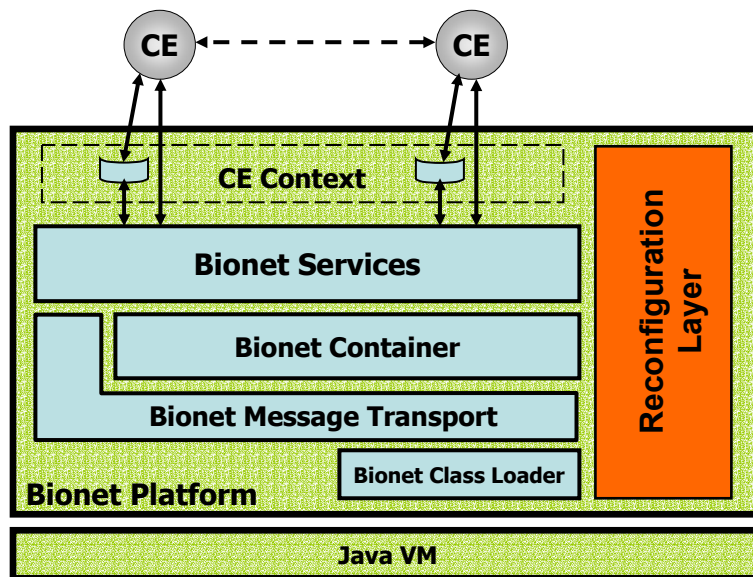 CE
CE
CE Context
Bionet Services
Bionet Container
Bionet Message Transport
Bionet Class Loader
Bionet Platform
Reconfiguration
Layer
Java VM